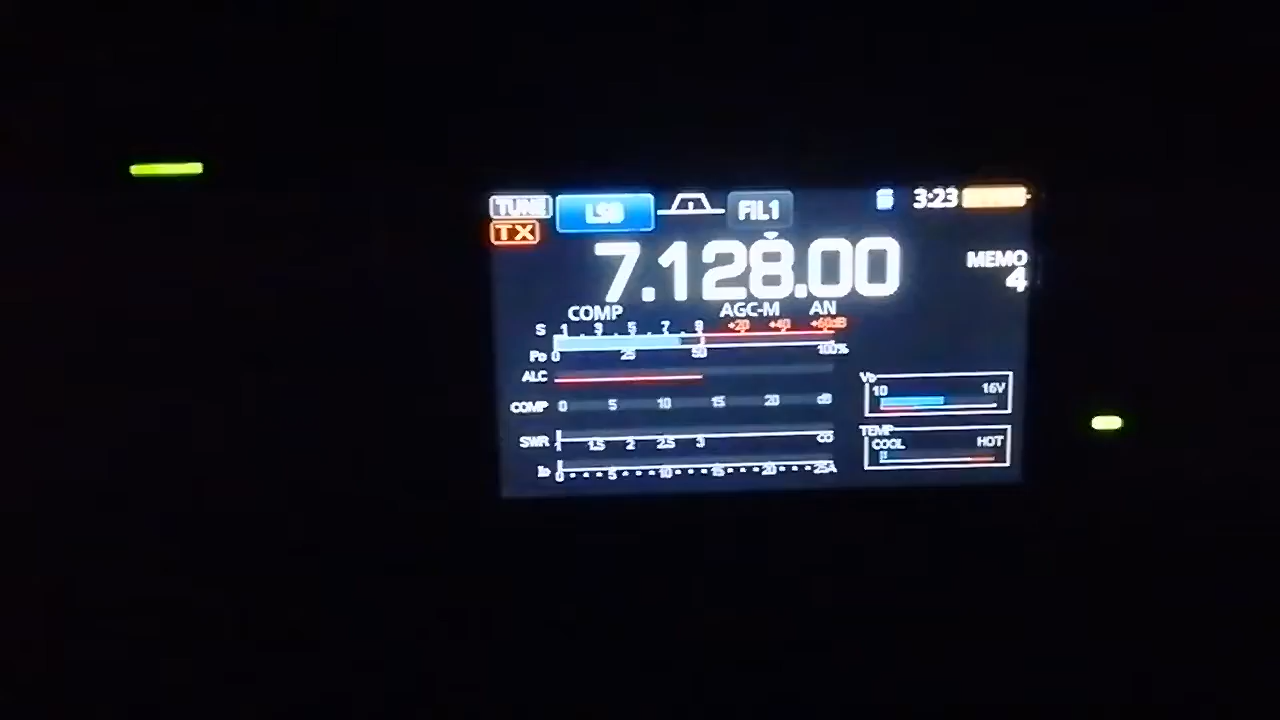 TUNE LSB FIL1 3:23
TX
7.128.00 MEMO
4
COMP AGC-M AN
S 1 3 5 7 9 +20 +40 +60dB
Po 0 25 50 100%
ALC
COMP 0 5 10 15 20 dB
SWR 1 1.5 2 2.5 3 ∞
ID 0 5 10 15 20 25A
VD
10 16V
TEMP
COOL HOT